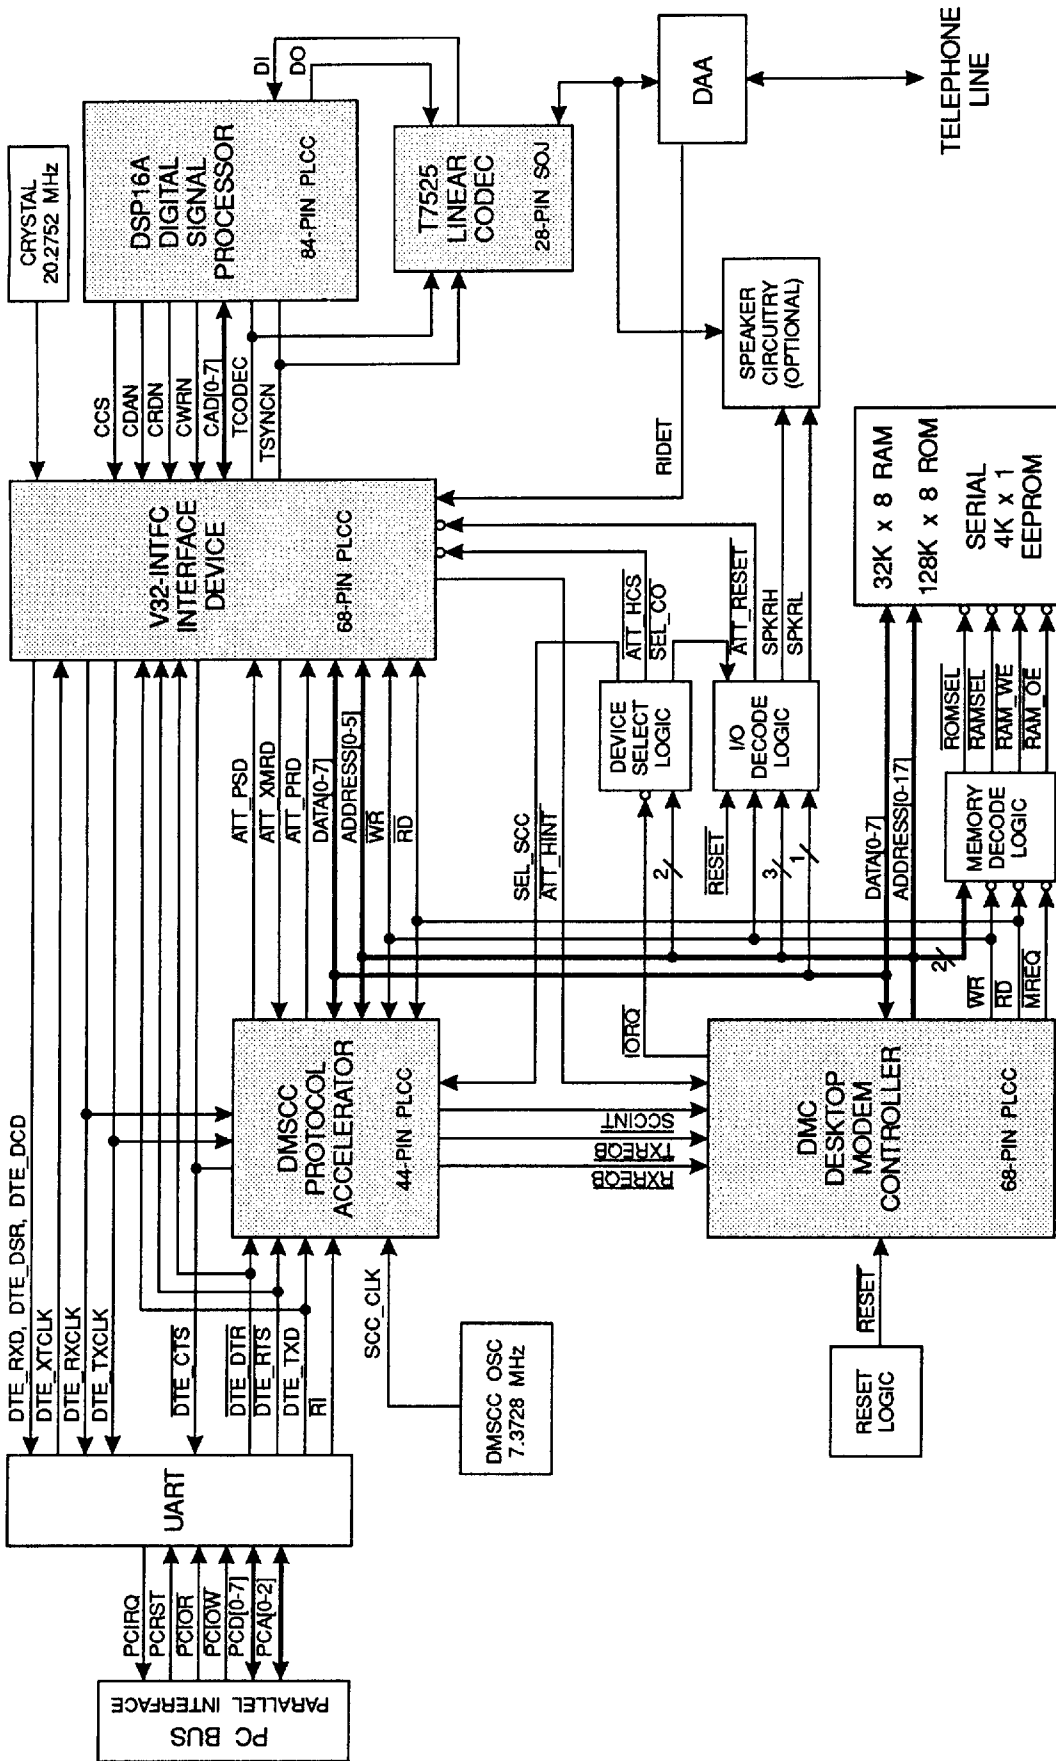 PC BUS
PARALLEL INTERFACE
PCIRQ
PCRST
PCIOR
PCIOW
PCD[0-7]
PCA[0-2]
UART
DTE_RXD, DTE_DSR, DTE_DCD
DTE_XTCLK
DTE_RXCLK
DTE_TXCLK
DTE_CTS
DTE_DTR
DTE_RTS
DTE_TXD
RI
SCC_CLK
DMSCC OSC
7.3728 MHz
RESET
LOGIC
RESET
DMSCC
PROTOCOL
ACCELERATOR
44-PIN PLCC
RXREQB
TXREQB
SCCINT
DMC
DESKTOP
MODEM
CONTROLLER
68-PIN PLCC
IORQ
WR
RD
MREQ
ATT_PSD
ATT_XMRD
ATT_PRD
DATA[0-7]
ADDRESS[0-5]
WR
RD
SEL_SCC
ATT_HINT
2
RESET
3
1
DATA[0-7]
ADDRESS[0-17]
2
DEVICE
SELECT
LOGIC
I/O
DECODE
LOGIC
MEMORY
DECODE
LOGIC
ATT_HCS
SEL_CO
ATT_RESET
SPKRH
SPKRL
ROMSEL
RAMSEL
RAM_WE
RAM_OE
V32-INTFC
INTERFACE
DEVICE
68-PIN PLCC
RIDET
32K x 8 RAM
128K x 8 ROM
SERIAL
4K x 1
EEPROM
SPEAKER
CIRCUITRY
(OPTIONAL)
CCS
CDAN
CRDN
CWRN
CAD[0-7]
TCODEC
TSYNCN
CRYSTAL
20.2752 MHz
DSP16A
DIGITAL
SIGNAL
PROCESSOR
84-PIN PLCC
DI
DO
T7525
LINEAR
CODEC
28-PIN SOJ
DAA
TELEPHONE
LINE